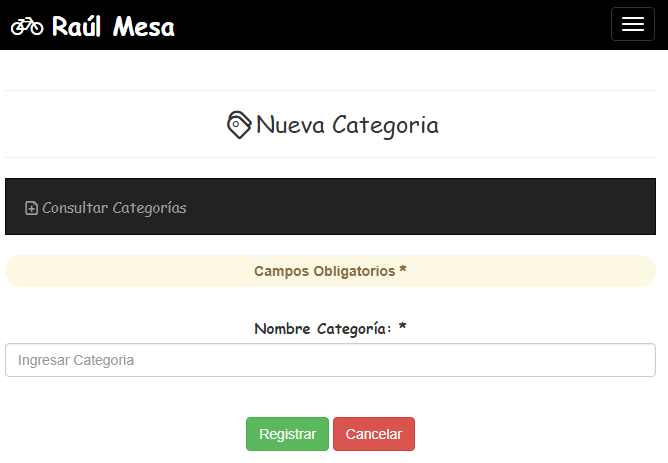 Raúl Mesa
Nueva Categoria
Consultar Categorías
Campos Obligatorios *
Nombre Categoría: *
Ingresar Categoria
Registrar Cancelar